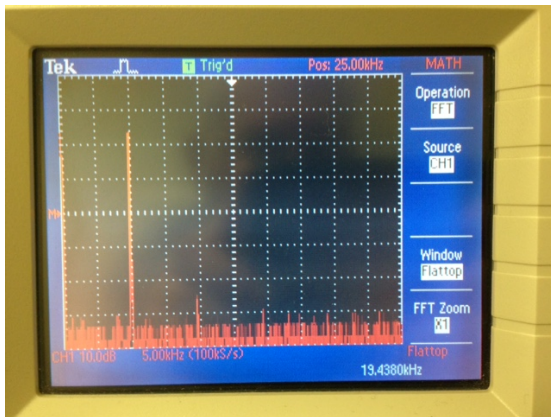 Tek T Trig'd Pos: 25.00kHz MATH
Operation
FFT
Source
CH1
M
Window
Flattop
FFT Zoom
X1
CH1 10.0dB 5.00kHz (100kS/s) Flattop
19.4380kHz